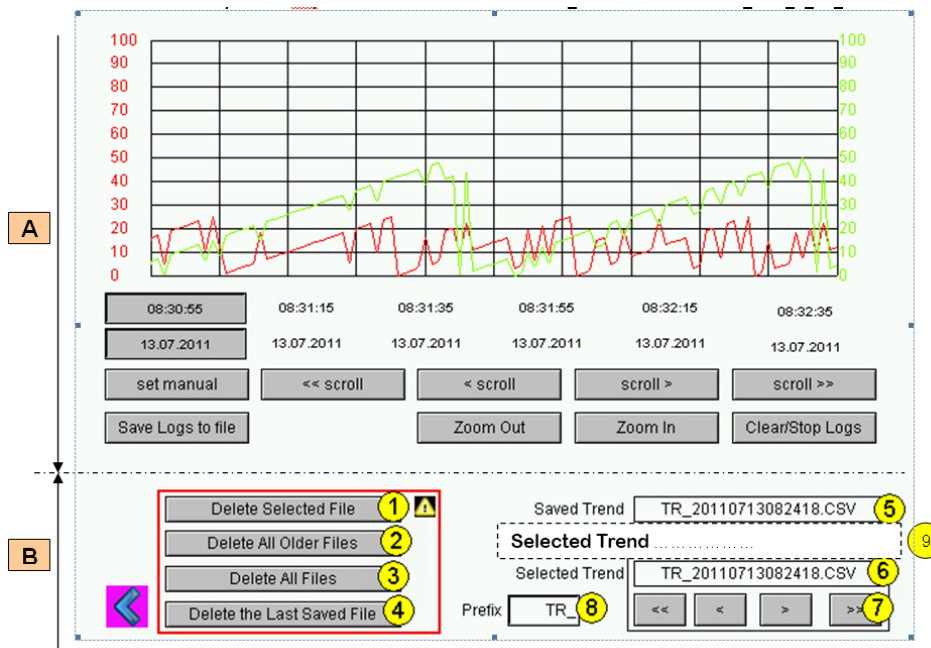 100 100
90 90
80 80
70 70
60 60
50 50
40 40
30 30
20 20
10 10
0 0
A
08:30:55 08:31:15 08:31:35 08:31:55 08:32:15 08:32:35
13.07.2011 13.07.2011 13.07.2011 13.07.2011 13.07.2011 13.07.2011
set manual << scroll < scroll scroll > scroll >>
Save Logs to file Zoom Out Zoom In Clear/Stop Logs
B
Delete Selected File 1
Delete All Older Files 2
Delete All Files 3
Delete the Last Saved File 4
Saved Trend TR_20110713082418.CSV 5
Selected Trend .................. 9
Selected Trend TR_20110713082418.CSV 6
Prefix TR_ 8 << < > >> 7